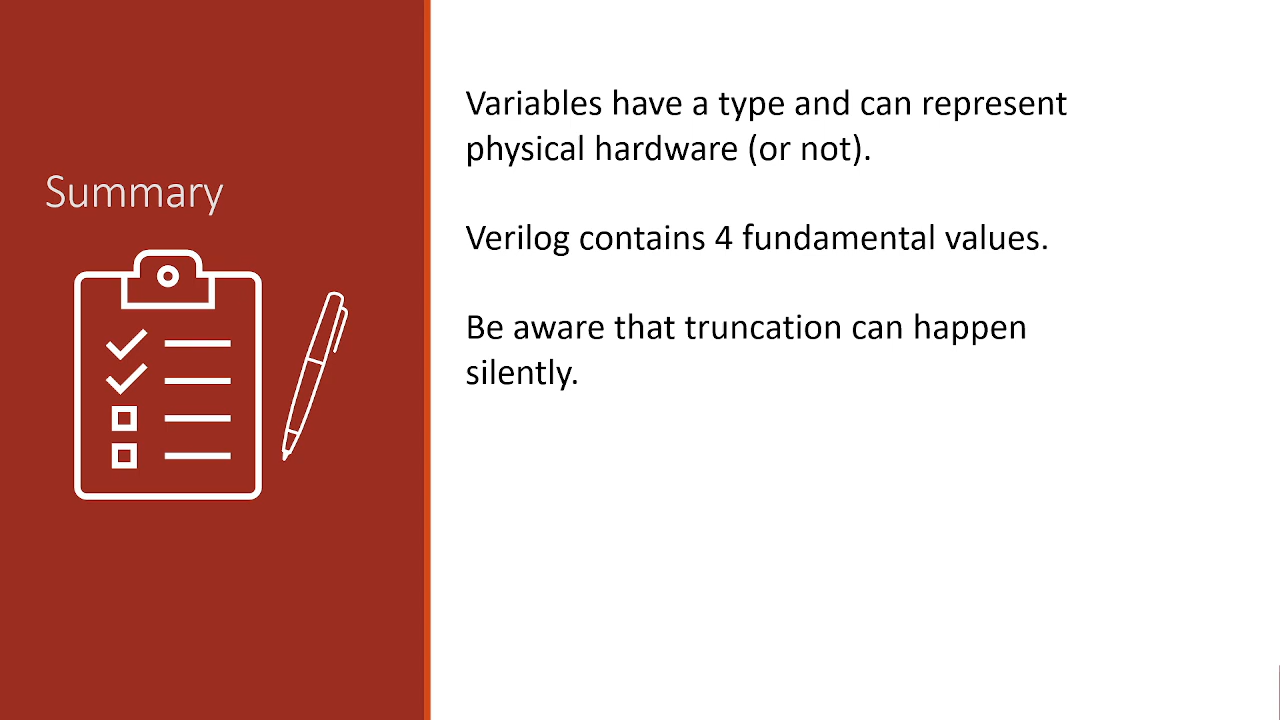 Summary
Variables have a type and can represent
physical hardware (or not).
Verilog contains 4 fundamental values.
Be aware that truncation can happen
silently.